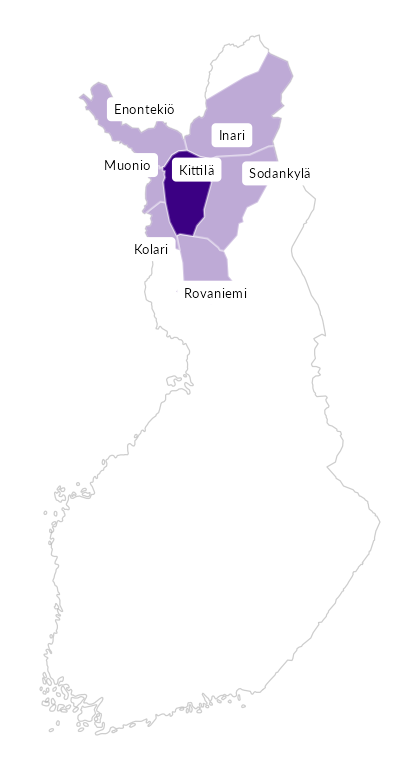 Enontekiö
Inari
Muonio
Kittilä
Sodankylä
Kolari
Rovaniemi